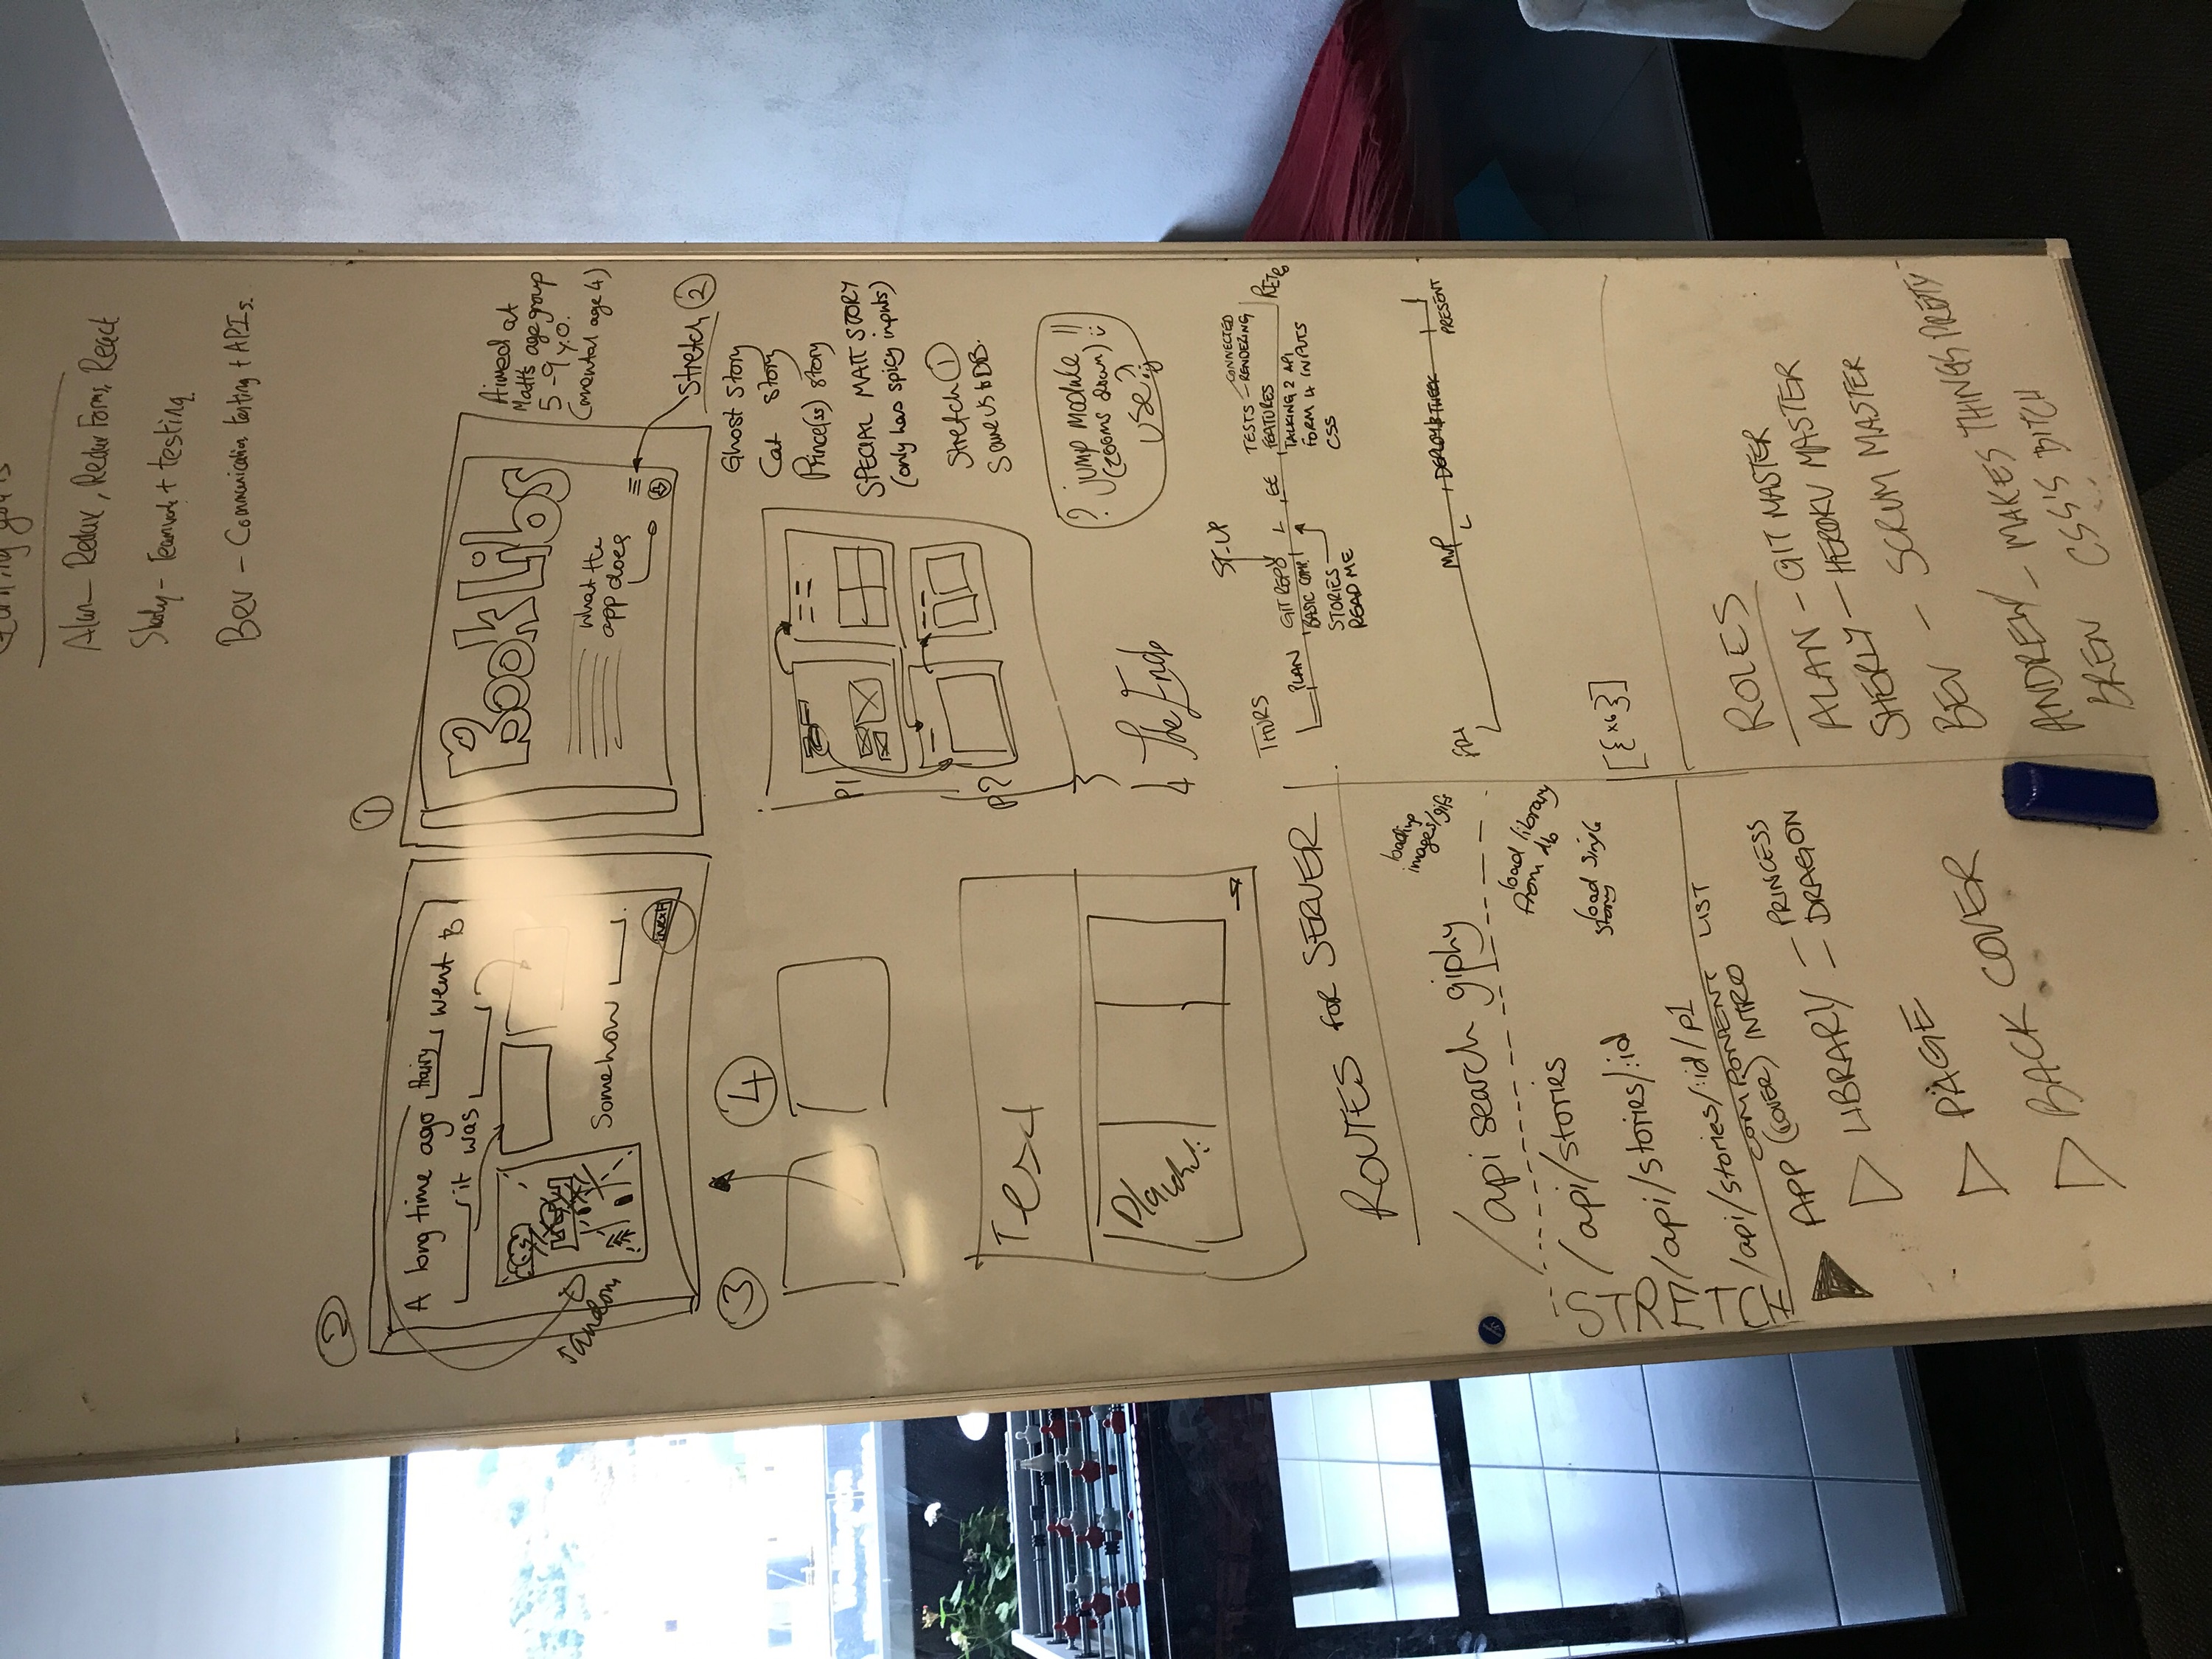 Alan - Redux, Redux Forms, React
Sherly - Teamwork + testing
Bev - Communication testing + APIs.
2
A long time ago Hairy went to
it was
random
Somehow
next
1
Book Libs
what the
app does
Aimed at
Matt's age group
5-9 y.o.
(mental age 4)
Stretch 2
Ghost story
Cat story
Prince(ss) story
SPECIAL MATT STORY
(only has spicy inputs)
Stretch 1
Save US to DB.
3
4
P1
P2
Text
3
4 The Ende
? jump module !!
(zooms down)
use?
ST-UP
THURS
PLAN
GIT REPO
BASIC COMP.
STORIES
READ ME
L
EE
TESTS - CONNECTED
RENDERING
FEATURES
TALKING 2 API
FORM 4 INPUTS
CSS
RETRO
FRI
MVP
L
DEPLOY & TWEEK
PRESENT
ROUTES FOR SERVER
/api search giphy
loading
images/gifs
STRETCH
/api/stories
load library
from db
/api/stories/:id
load single
story
/api/stories/:id/p1
[{x6}]
COMPONENT LIST
APP (COVER) INTRO
LIBRARY = PRINCESS
DRAGON
PAGE
BACK COVER
ROLES
ALAN - GIT MASTER
SHERLY - HEROKU MASTER
BEV - SCRUM MASTER
ANDREW - MAKES THINGS PRETTY
BREN CSS'S BITCH